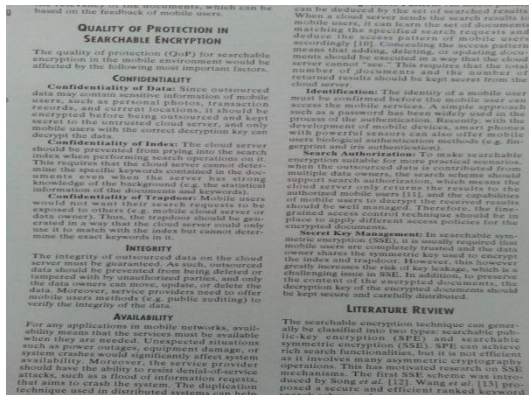 based on the feedback of mobile users.
QUALITY OF PROTECTION IN
SEARCHABLE ENCRYPTION
The quality of protection (QoP) for searchable
encryption in the mobile environment would be
affected by the following most important factors.
CONFIDENTIALITY
Confidentiality of Data: Since outsourced
data may contain sensitive information of mobile
users, such as personal photos, transaction
records, and current locations, it should be
encrypted before being outsourced and kept
secret to the untrusted cloud server, and only
mobile users with the correct decryption key can
decrypt the data.
Confidentiality of Index: The cloud server
should be prevented from prying into the search
index when performing search operations on it.
This requires that the cloud server cannot deter-
mine the specific keywords contained in the doc-
uments even when the server has strong
knowledge of the background (e.g. the statistical
information of the documents and keywords).
Confidentiality of Trapdoor: Mobile users
would not want their search requests to be
exposed to others (e.g. mobile cloud server or
data owner). Thus, the trapdoor should be gen-
erated in a way that the cloud server could only
use it to match with the index but cannot deter-
mine the exact keywords in it.
INTEGRITY
The integrity of outsourced data on the cloud
server must be guaranteed. As such, outsourced
data should be prevented from being deleted or
tampered with by unauthorized parties, and only
the data owners can move, update, or delete the
data. Moreover, service providers need to offer
mobile users methods (e.g. public auditing) to
verify the integrity of the data.
AVAILABILITY
For any applications in mobile networks, avail-
ability means that the services must be available
when they are needed. Unexpected situations
such as power outages, equipment damage, or
system crashes would significantly affect system
availability. Moreover, the service provider
should have the ability to resist denial-of-service
attacks, such as a flood of information reqests,
that aims to crash the system. The duplication
technique used in distributed systems can help
can be deduced by the set of searched results
When a cloud server sends the search results to
mobile users, it can learn the set of documents
matching the specified search requests and
deduce the access pattern of mobile users
accordingly [10]. Concealing the access pattern
means that adding, deleting, or updating docu-
ments should be executed in a way that the cloud
server cannot "see." This requires that the total
number of documents and the number of
returned results should be kept secret from the
cloud server.
Identification: The identity of a mobile user
must be confirmed before the mobile user can
access the mobile services. A simple approach
such as a password has been widely used in the
process of the authentication. Recently, with the
development of mobile devices, smart phones
with powerful sensors can also offer mobile
users biological authentication methods (e.g. fin-
gerprint and iris authentication).
Search Authorization: To make searchable
encryption suitable for more practical scenarios,
when the outsourced data is contributed from
multiple data owners, the search scheme should
support search authorization, which means the
cloud server only returns the results to the
authorized mobile users [11], and the capability
of mobile users to decrypt the received results
should be well managed. Therefore, the fine-
grained access control technique should be in
place to apply different access policies for the
encrypted documents.
Secret Key Management: In searchable sym-
metric encryption (SSE), it is usually required that
mobile users are completely trusted and the data
owner shares the symmetric key used to encrypt
the index and trapdoor. However, this however
greatly increases the risk of key leakage, which is a
challenging issue in SSE. In addition, to preserve
the content of the encrypted documents, the
decryption key of the encrypted documents should
be kept secure and carefully distributed.
LITERATURE REVIEW
The searchable encryption technique can gener-
ally be classified into two types: searchable pub-
lic-key encryption (SPE) and searchable
symmetric encryption (SSE). SPE can achieve
rich search functionalities, but it is not efficient
as it involves many asymmetric cryptography
operations. This has motivated research on SSE
mechanisms. The first SSE scheme was intro-
duced by Song et al. [12]. Wang et al. [13] pro-
posed a secure and efficient ranked keyword